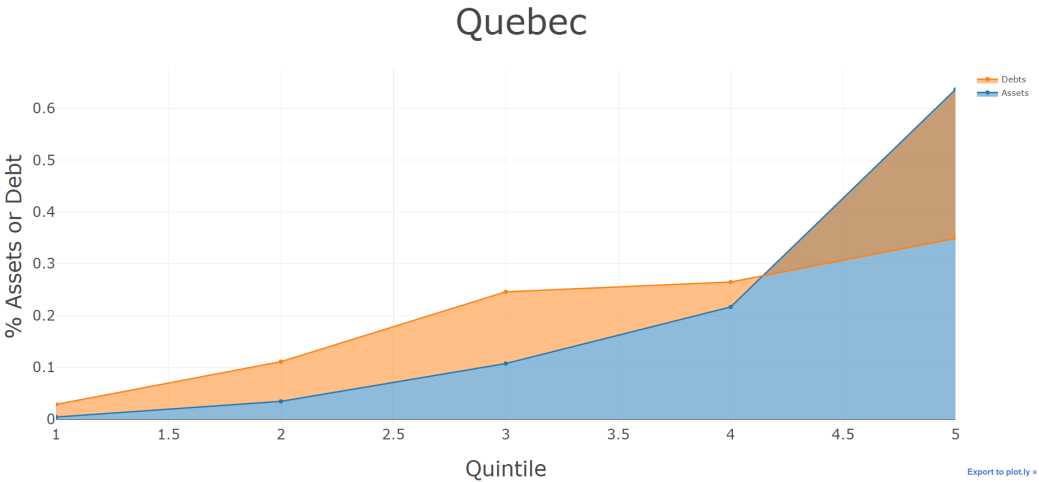 Quebec
Debts
Assets
% Assets or Debt
0.6
0.5
0.4
0.3
0.2
0.1
0
1 1.5 2 2.5 3 3.5 4 4.5 5
Quintile
Export to plot.ly »